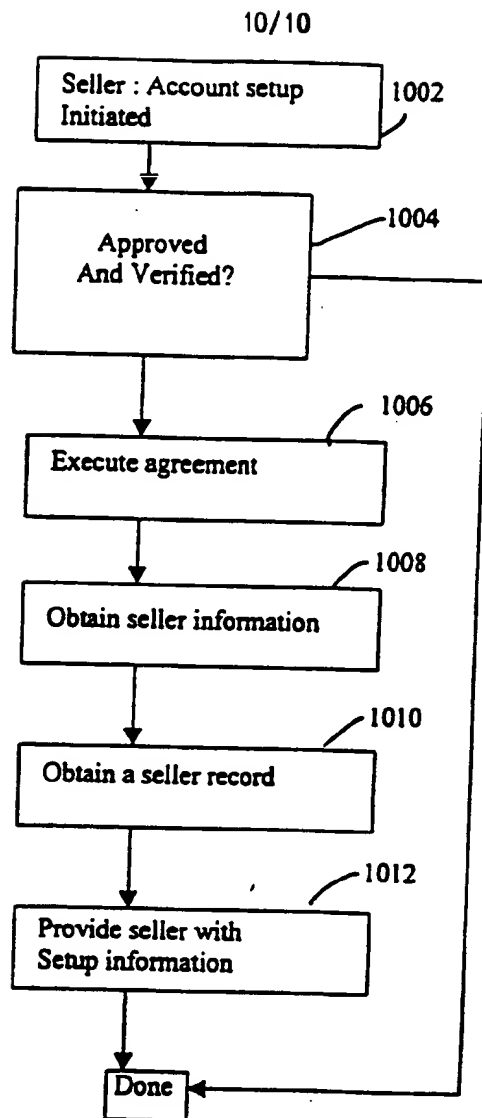 10/10
Seller : Account setup
Initiated
1002
Approved
And Verified?
1004
1006
Execute agreement
1008
Obtain seller information
1010
Obtain a seller record
1012
Provide seller with
Setup information
Done